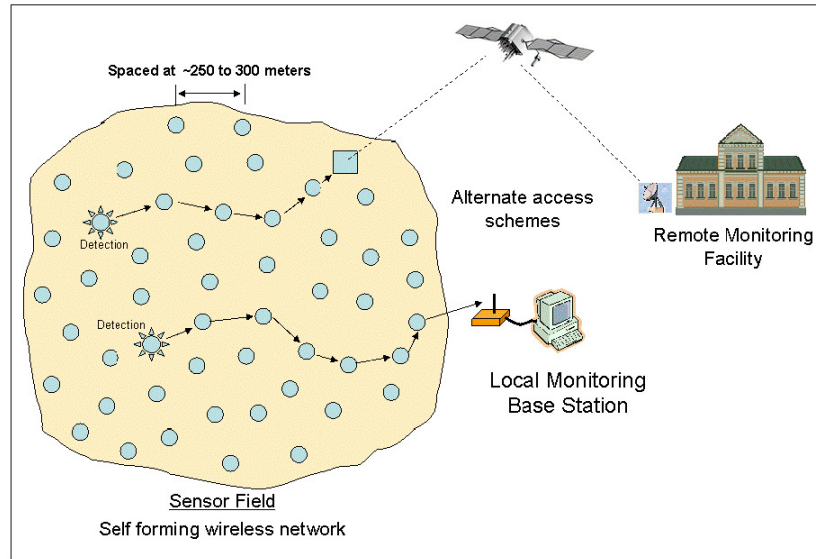 Spaced at ~250 to 300 meters
Alternate access
schemes
Remote Monitoring
Facility
Detection
Detection
Local Monitoring
Base Station
Sensor Field
Self forming wireless network